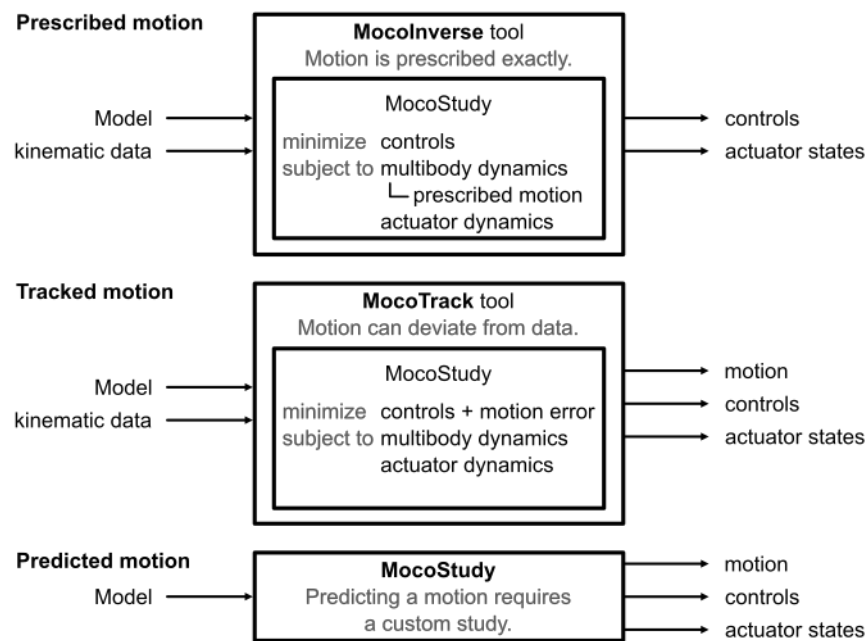 Prescribed motion
MocoInverse tool
Motion is prescribed exactly.
MocoStudy
Model
kinematic data
minimize controls
subject to multibody dynamics
prescribed motion
actuator dynamics
controls
actuator states
Tracked motion
MocoTrack tool
Motion can deviate from data.
MocoStudy
Model
kinematic data
minimize controls + motion error
subject to multibody dynamics
actuator dynamics
motion
controls
actuator states
Predicted motion
Model
MocoStudy
Predicting a motion requires
a custom study.
motion
controls
actuator states